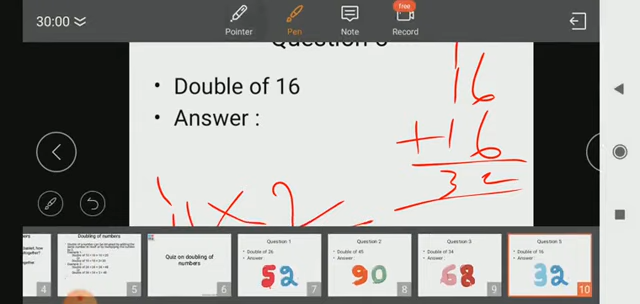 30:00
Pointer
Pen
Note
free
Record
Question 5
• Double of 16
• Answer :
1
16
+16
32
11 × 2
4
5
Doubling of numbers
Quiz on doubling of
numbers
6
Question 1
Double of 26
Answer :
52
7
Question 2
Double of 45
Answer :
90
8
Question 3
Double of 34
Answer :
68
9
Question 5
Double of 16
Answer :
32
10